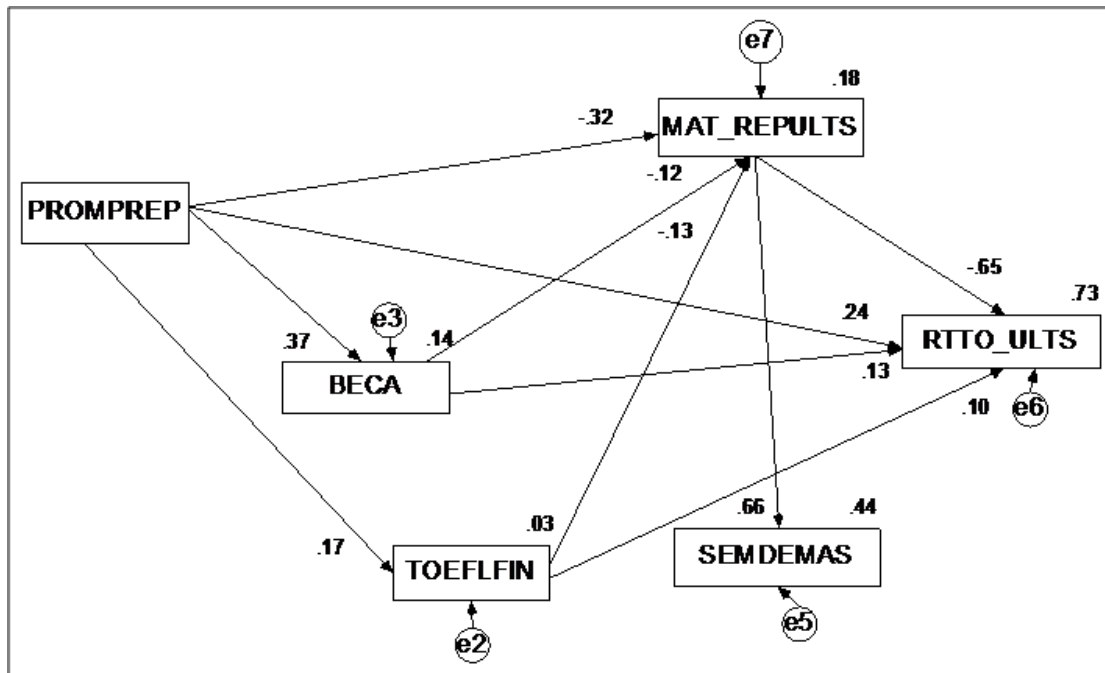 e7
.18
MAT_REPULTS
-.32
-.12
PROMPREP
-.13
-.65
.73
.24
RTTO_ULTS
e3
.37
.14
BECA
.13
e6
.10
.66
.44
.03
.17
SEMDEMAS
TOEFLFIN
e5
e2